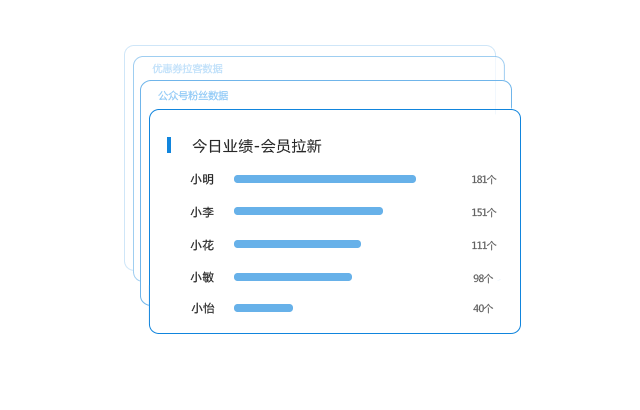 优惠券拉客数据
公众号粉丝数据
今日业绩-会员拉新
小明 181个
小李 151个
小花 111个
小敏 98个
小怡 40个